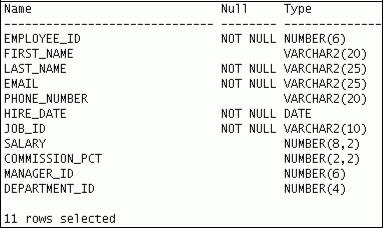 Name Null Type
------------------------------ -------- --------------
EMPLOYEE_ID NOT NULL NUMBER(6)
FIRST_NAME VARCHAR2(20)
LAST_NAME NOT NULL VARCHAR2(25)
EMAIL NOT NULL VARCHAR2(25)
PHONE_NUMBER VARCHAR2(20)
HIRE_DATE NOT NULL DATE
JOB_ID NOT NULL VARCHAR2(10)
SALARY NUMBER(8,2)
COMMISSION_PCT NUMBER(2,2)
MANAGER_ID NUMBER(6)
DEPARTMENT_ID NUMBER(4)
11 rows selected